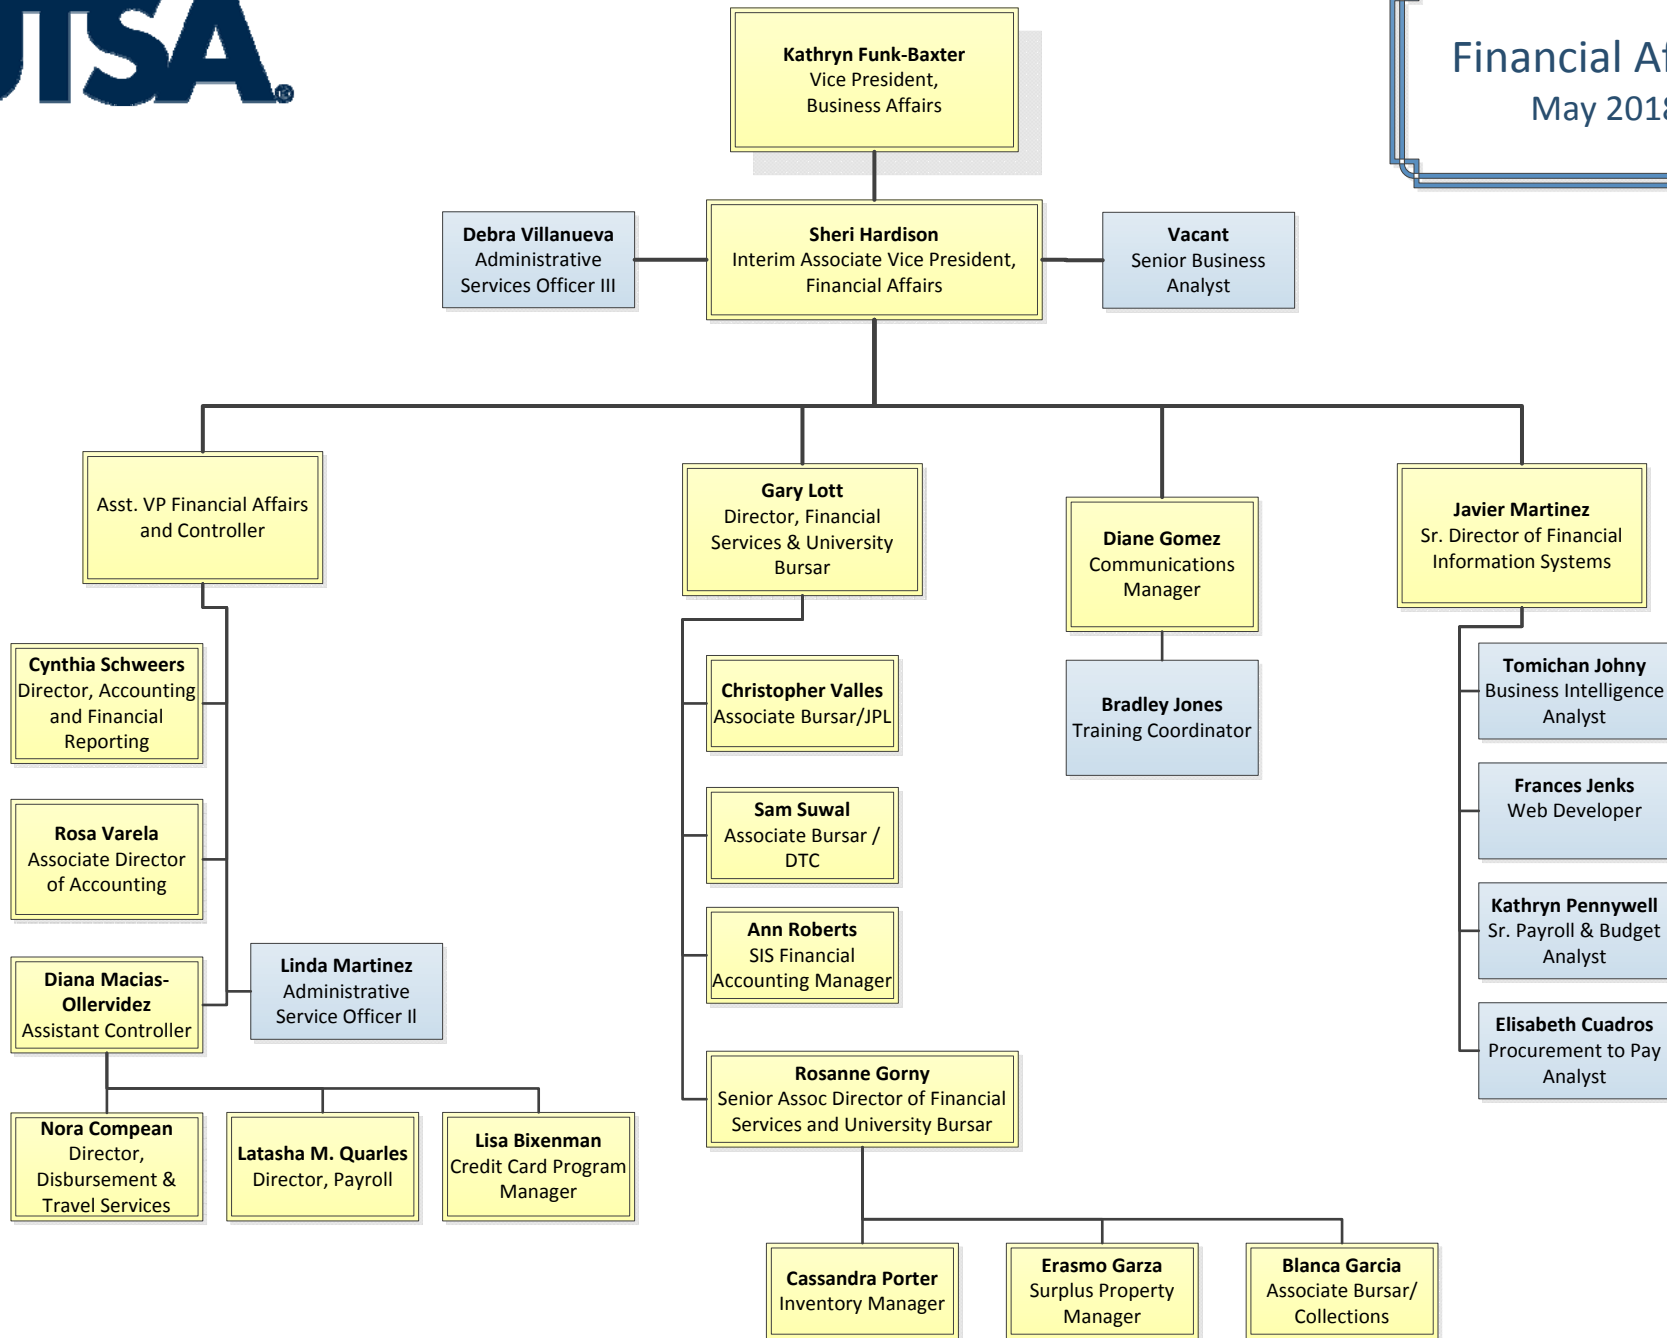 UTSA®
Financial
May 2018
Kathryn Funk-Baxter
Vice President,
Business Affairs
Debra Villanueva
Administrative
Services Officer III
Sheri Hardison
Interim Associate Vice President,
Financial Affairs
Vacant
Senior Business
Analyst
Asst. VP Financial Affairs
and Controller
Gary Lott
Director, Financial
Services & University
Bursar
Diane Gomez
Communications
Manager
Javier Martinez
Sr. Director of Financial
Information Systems
Cynthia Schweers
Director, Accounting
and Financial
Reporting
Rosa Varela
Associate Director
of Accounting
Diana Macias-
Ollervidez
Assistant Controller
Linda Martinez
Administrative
Service Officer Il
Nora Compean
Director,
Disbursement &
Travel Services
Latasha M. Quarles
Director, Payroll
Lisa Bixenman
Credit Card Program
Manager
Christopher Valles
Associate Bursar/JPL
Sam Suwal
Associate Bursar /
DTC
Ann Roberts
SIS Financial
Accounting Manager
Rosanne Gorny
Senior Assoc Director of Financial
Services and University Bursar
Cassandra Porter
Inventory Manager
Erasmo Garza
Surplus Property
Manager
Blanca Garcia
Associate Bursar/
Collections
Bradley Jones
Training Coordinator
Tomichan Johny
Business Intelligence
Analyst
Frances Jenks
Web Developer
Kathryn Pennywell
Sr. Payroll & Budget
Analyst
Elisabeth Cuadros
Procurement to Pay
Analyst